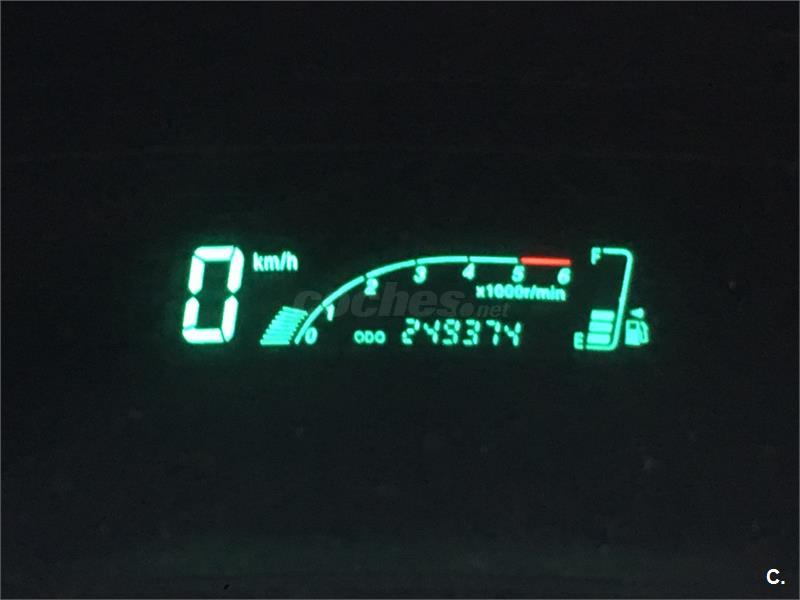 0 km/h
0 1 2 3 4 5 6
x1000r/min
ODO 249374
F
E
coches.net
C.